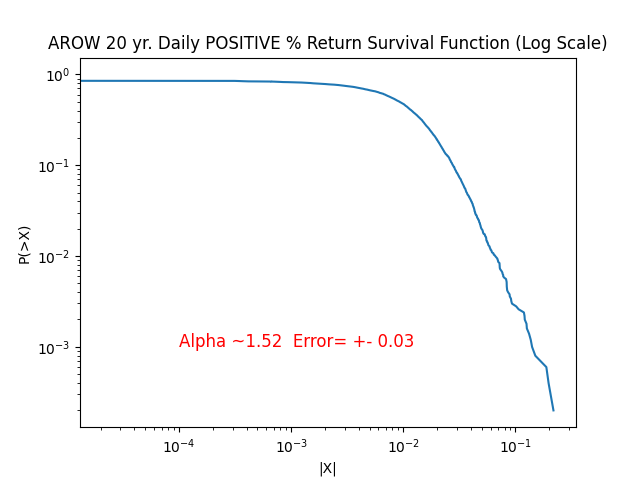 AROW 20 yr. Daily POSITIVE % Return Survival Function (Log Scale)
10⁰
10⁻¹
10⁻²
10⁻³
P(>X)
Alpha ~1.52  Error= +- 0.03
10⁻⁴
10⁻³
10⁻²
10⁻¹
|X|